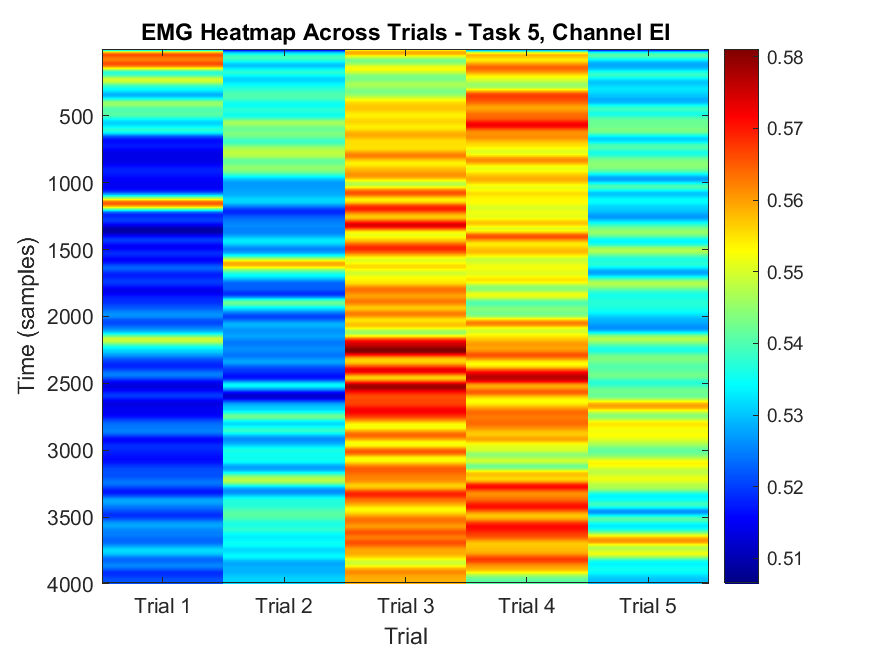 EMG Heatmap Across Trials - Task 5, Channel EI
500
1000
1500
2000
2500
3000
3500
4000
Time (samples)
Trial 1
Trial 2
Trial 3
Trial 4
Trial 5
Trial
0.58
0.57
0.56
0.55
0.54
0.53
0.52
0.51